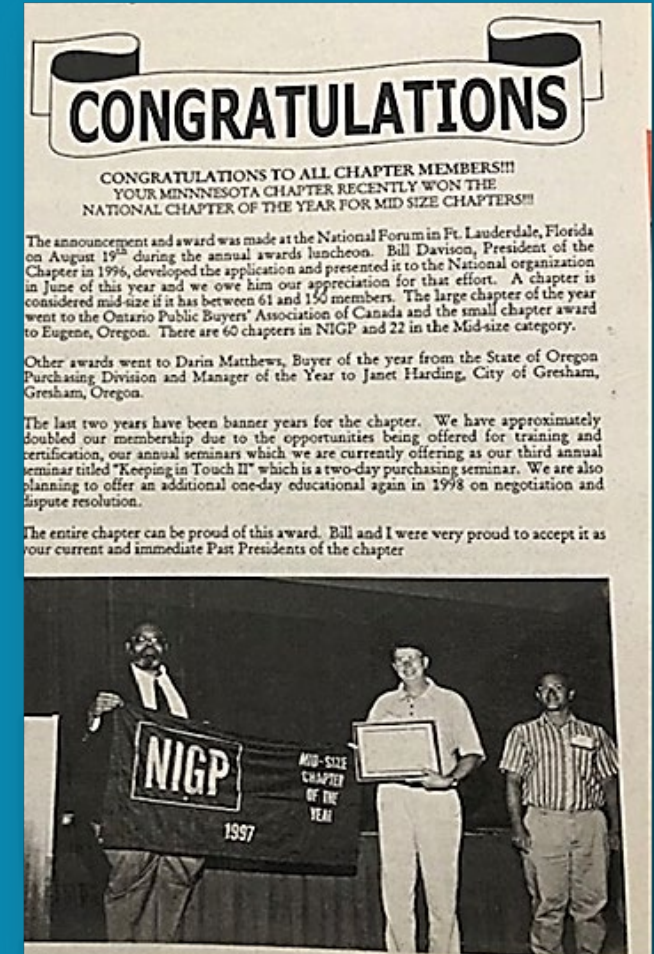 CONGRATULATIONS
CONGRATULATIONS TO ALL CHAPTER MEMBERS!!!
YOUR MINNNESOTA CHAPTER RECENTLY WON THE
NATIONAL CHAPTER OF THE YEAR FOR MID SIZE CHAPTERS!!!
The announcement and award was made at the National Forum in Ft. Lauderdale, Florida
on August 19th during the annual awards luncheon. Bill Davison, President of the
Chapter in 1996, developed the application and presented it to the National organization
in June of this year and we owe him our appreciation for that effort. A chapter is
considered mid-size if it has between 61 and 150 members. The large chapter of the year
went to the Ontario Public Buyers' Association of Canada and the small chapter award
to Eugene, Oregon. There are 60 chapters in NIGP and 22 in the Mid-size category.
Other awards went to Darin Matthews, Buyer of the year from the State of Oregon
Purchasing Division and Manager of the Year to Janet Harding, City of Gresham,
Gresham, Oregon.
The last two years have been banner years for the chapter. We have approximately
doubled our membership due to the opportunities being offered for training and
certification, our annual seminars which we are currently offering as our third annual
seminar titled "Keeping in Touch II" which is a two-day purchasing seminar. We are also
planning to offer an additional one-day educational again in 1998 on negotiation and
dispute resolution.
The entire chapter can be proud of this award. Bill and I were very proud to accept it as
your current and immediate Past Presidents of the chapter
NIGP
MID-SIZE
CHAPTER
OF THE
YEAR
1997